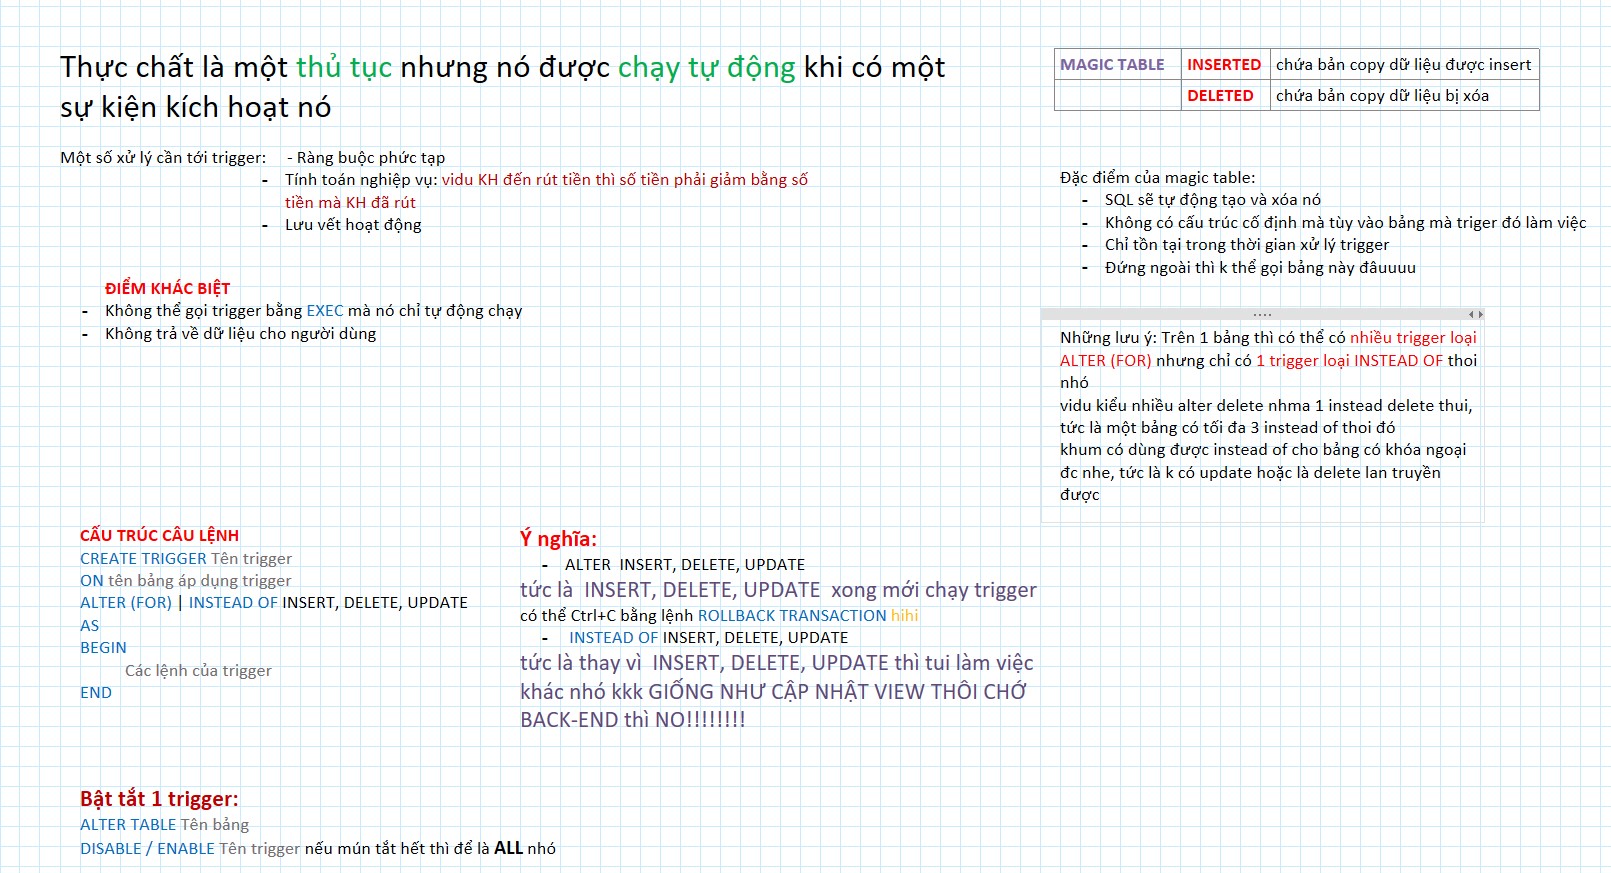 Thực chất là một thủ tục nhưng nó được chạy tự động khi có một
sự kiện kích hoạt nó
Một số xử lý cần tới trigger: - Ràng buộc phức tạp
- Tính toán nghiệp vụ: vidu KH đến rút tiền thì số tiền phải giảm bằng số
tiền mà KH đã rút
- Lưu vết hoạt động
ĐIỂM KHÁC BIỆT
- Không thể gọi trigger bằng EXEC mà nó chỉ tự động chạy
- Không trả về dữ liệu cho người dùng
MAGIC TABLE INSERTED chứa bản copy dữ liệu được insert
DELETED chứa bản copy dữ liệu bị xóa
Đặc điểm của magic table:
- SQL sẽ tự động tạo và xóa nó
- Không có cấu trúc cố định mà tùy vào bảng mà triger đó làm việc
- Chỉ tồn tại trong thời gian xử lý trigger
- Đứng ngoài thì k thể gọi bảng này đâuuuu
Những lưu ý: Trên 1 bảng thì có thể có nhiều trigger loại
ALTER (FOR) nhưng chỉ có 1 trigger loại INSTEAD OF thoi
nhó
vidu kiểu nhiều alter delete nhma 1 instead delete thui,
tức là một bảng có tối đa 3 instead of thoi đó
khum có dùng được instead of cho bảng có khóa ngoại
đc nhe, tức là k có update hoặc là delete lan truyền
được
CẤU TRÚC CÂU LỆNH
CREATE TRIGGER Tên trigger
ON tên bảng áp dụng trigger
ALTER (FOR) | INSTEAD OF INSERT, DELETE, UPDATE
AS
BEGIN
Các lệnh của trigger
END
Ý nghĩa:
- ALTER INSERT, DELETE, UPDATE
tức là INSERT, DELETE, UPDATE xong mới chạy trigger
có thể Ctrl+C bằng lệnh ROLLBACK TRANSACTION hihi
- INSTEAD OF INSERT, DELETE, UPDATE
tức là thay vì INSERT, DELETE, UPDATE thì tui làm việc
khác nhó kkk GIỐNG NHƯ CẬP NHẬT VIEW THÔI CHỚ
BACK-END thì NO!!!!!!!!
Bật tắt 1 trigger:
ALTER TABLE Tên bảng
DISABLE / ENABLE Tên trigger nếu mún tắt hết thì để là ALL nhó